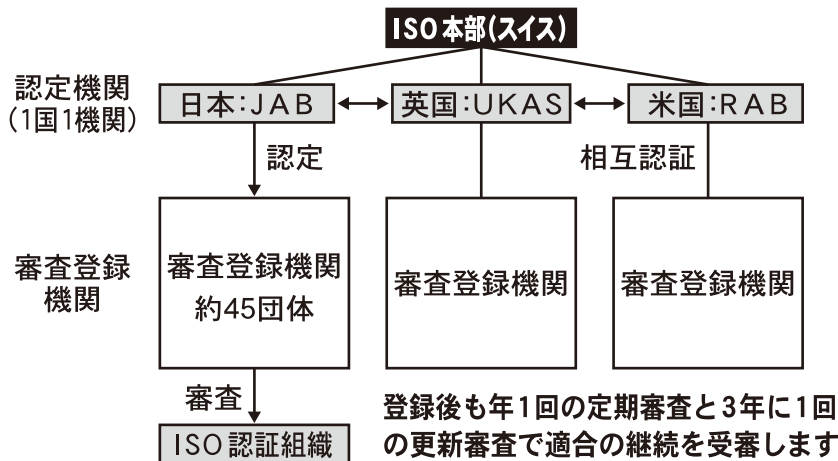 ISO本部(スイス)
認定機関
(1国1機関)
日本:JAB
英国:UKAS
米国:RAB
認定
相互認証
審査登録
機関
審査登録機関
約45団体
審査登録機関
審査登録機関
審査
ISO認証組織
登録後も年1回の定期審査と3年に1回
の更新審査で適合の継続を受審します